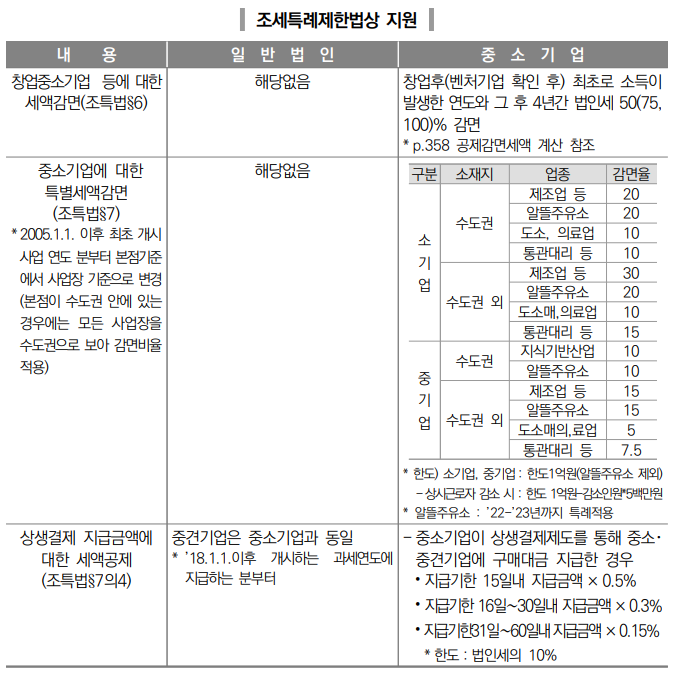 조세특례제한법상 지원
내 용
일 반 법 인
중 소 기 업
창업중소기업 등에 대한
세액감면(조특법§6)
해당없음
창업후(벤처기업 확인 후) 최초로 소득이
발생한 연도와 그 후 4년간 법인세 50(75,
100)% 감면
* p.358 공제감면세액 계산 참조
중소기업에 대한
특별세액감면
(조특법§7)
* 2005.1.1. 이후 최초 개시
사업 연도 분부터 본점기준
에서 사업장 기준으로 변경
(본점이 수도권 안에 있는
경우에는 모든 사업장을
수도권으로 보아 감면비율
적용)
해당없음
구분 소재지 업종 감면율
소기업
수도권
제조업 등 20
알뜰주유소 20
도소, 의료업 10
통관대리 등 10
수도권 외
제조업 등 30
알뜰주유소 20
도소매,의료업 10
통관대리 등 15
중기업
수도권
지식기반산업 10
알뜰주유소 10
수도권 외
제조업 등 15
알뜰주유소 15
도소매의,료업 5
통관대리 등 7.5
* 한도) 소기업, 중기업 : 한도1억원(알뜰주유소 제외)
- 상시근로자 감소 시 : 한도 1억원-감소인원*5백만원
* 알뜰주유소 : ’22-’23년까지 특례적용
상생결제 지급금액에
대한 세액공제
(조특법§7의4)
중견기업은 중소기업과 동일
* ’18.1.1.이후 개시하는 과세연도에
지급하는 분부터
- 중소기업이 상생결제제도를 통해 중소·
중견기업에 구매대금 지급한 경우
• 지급기한 15일내 지급금액 × 0.5%
• 지급기한 16일~30일내 지급금액 × 0.3%
• 지급기한31일~60일내 지급금액 × 0.15%
* 한도 : 법인세의 10%